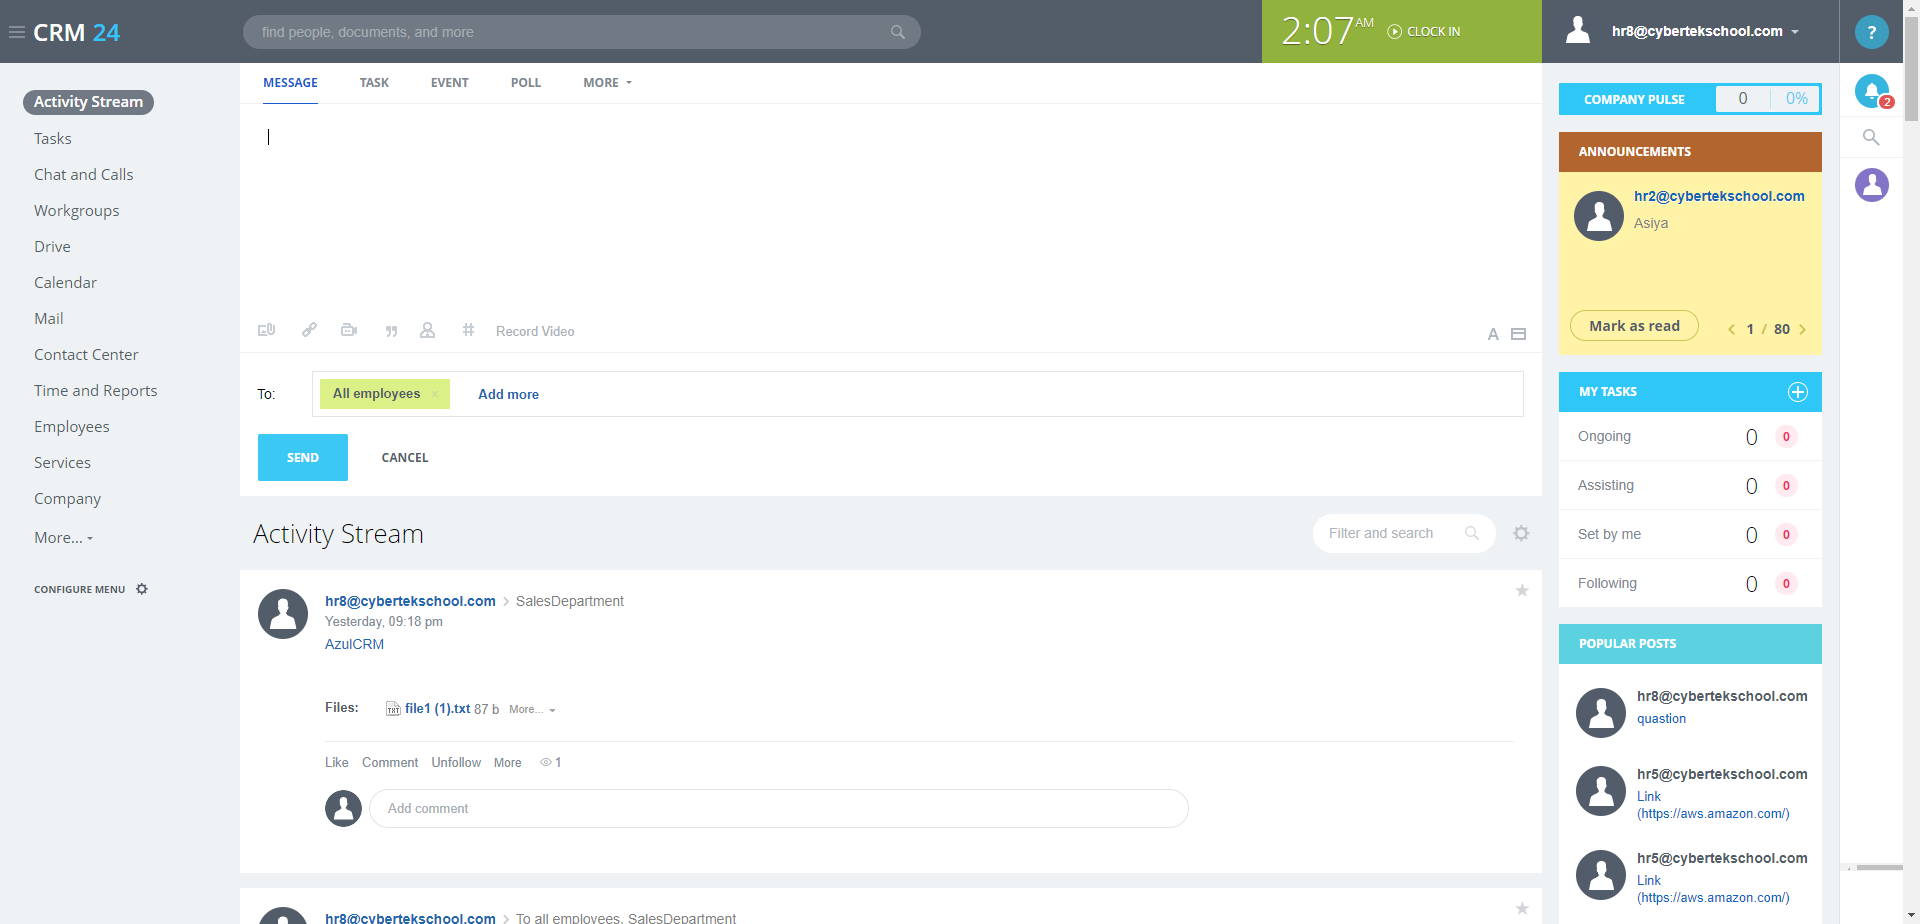 CRM 24
find people, documents, and more
2:07 AM CLOCK IN
hr8@cybertekschool.com
?
2
Activity Stream
Tasks
Chat and Calls
Workgroups
Drive
Calendar
Mail
Contact Center
Time and Reports
Employees
Services
Company
More...
CONFIGURE MENU
MESSAGE TASK EVENT POLL MORE
Record Video
A
To: All employees × Add more
SEND CANCEL
Activity Stream
Filter and search
hr8@cybertekschool.com > SalesDepartment
Yesterday, 09:18 pm
AzulCRM
Files: TXT file1 (1).txt 87 b More...
Like Comment Unfollow More 1
Add comment
hr8@cybertekschool.com > To all employees, SalesDepartment
COMPANY PULSE 0 0%
ANNOUNCEMENTS
hr2@cybertekschool.com
Asiya
Mark as read < 1 / 80 >
MY TASKS
Ongoing 0 0
Assisting 0 0
Set by me 0 0
Following 0 0
POPULAR POSTS
hr8@cybertekschool.com
quastion
hr5@cybertekschool.com
Link
(https://aws.amazon.com/)
hr5@cybertekschool.com
Link
(https://aws.amazon.com/)